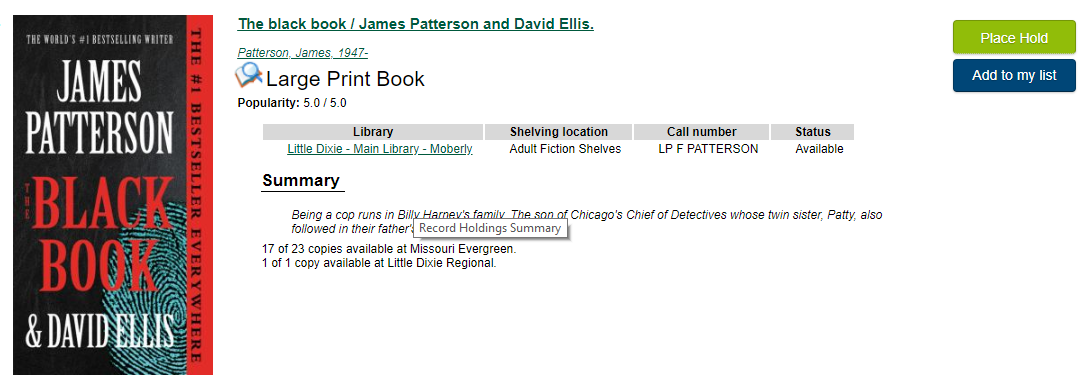 THE WORLD'S #1 BESTSELLING WRITER
JAMES
PATTERSON
THE
BLACK
BOOK
& DAVID ELLIS
THE #1 BESTSELLER EVERYWHERE
The black book / James Patterson and David Ellis.
Patterson, James, 1947-
Large Print Book
Popularity: 5.0 / 5.0
Library Shelving location Call number Status
Little Dixie - Main Library - Moberly Adult Fiction Shelves LP F PATTERSON Available
Summary
Being a cop runs in Billy Harney's family. The son of Chicago's Chief of Detectives whose twin sister, Patty, also
followed in their father's
Record Holdings Summary
17 of 23 copies available at Missouri Evergreen.
1 of 1 copy available at Little Dixie Regional.
Place Hold
Add to my list